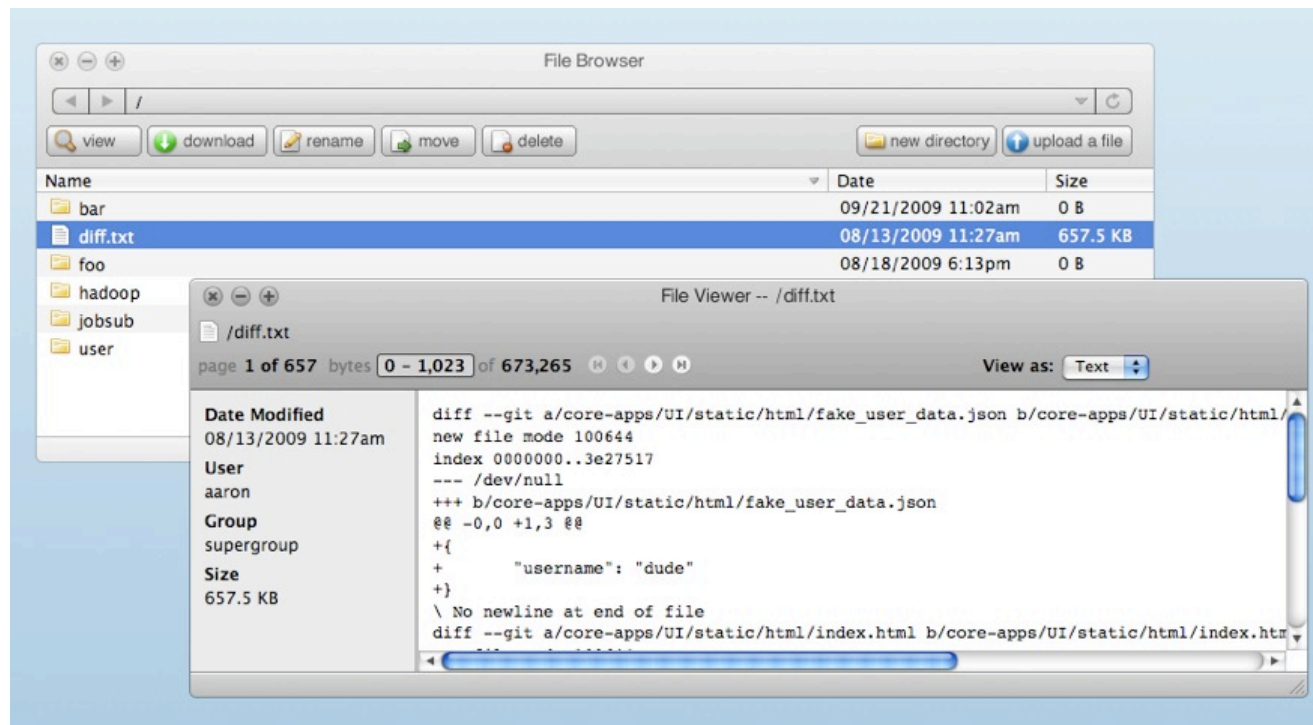 File Browser
/
view download rename move delete new directory upload a file
Name Date Size
bar 09/21/2009 11:02am 0 B
diff.txt 08/13/2009 11:27am 657.5 KB
foo 08/18/2009 6:13pm 0 B
hadoop
jobsub
user
File Viewer -- /diff.txt
/diff.txt
page 1 of 657 bytes 0 - 1,023 of 673,265 View as: Text
Date Modified
08/13/2009 11:27am
User
aaron
Group
supergroup
Size
657.5 KB
diff --git a/core-apps/UI/static/html/fake_user_data.json b/core-apps/UI/static/html/
new file mode 100644
index 0000000..3e27517
--- /dev/null
+++ b/core-apps/UI/static/html/fake_user_data.json
@@ -0,0 +1,3 @@
+{
+ "username": "dude"
+}
\ No newline at end of file
diff --git a/core-apps/UI/static/html/index.html b/core-apps/UI/static/html/index.htm